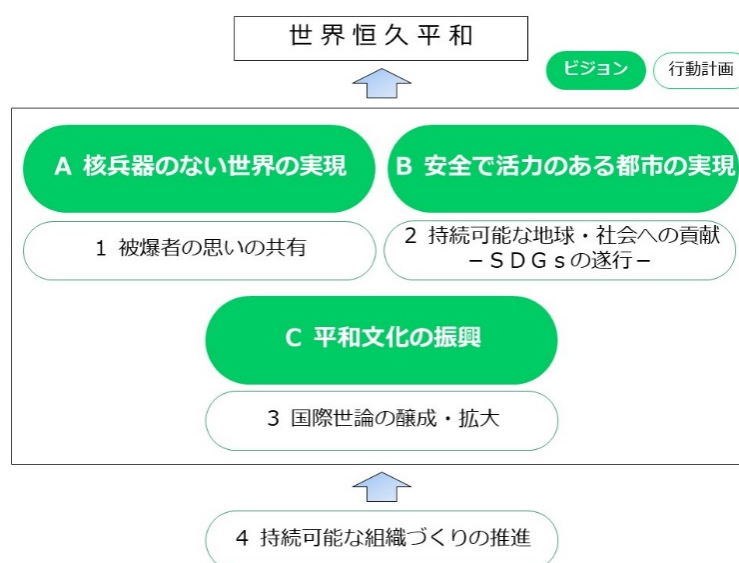 世界恒久平和
ビジョン
行動計画
A 核兵器のない世界の実現
B 安全で活力のある都市の実現
1 被爆者の思いの共有
2 持続可能な地球・社会への貢献
－ＳＤＧｓの遂行－
C 平和文化の振興
3 国際世論の醸成・拡大
4 持続可能な組織づくりの推進